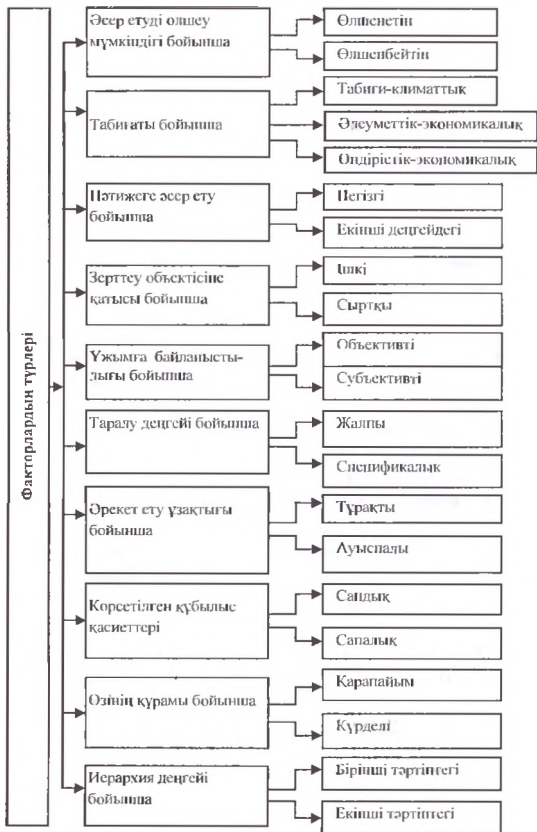 Факторлардың түрлері
Әсер етуді өлшеу
мүмкіндігі бойынша
Өлшенетін
Өлшенбейтін
Табиғаты бойынша
Табиғи-климаттық
Әлеуметтік-экономикалық
Өндірістік-экономикалық
Нәтижеге әсер ету
бойынша
Негізгі
Екінші деңгейдегі
Зерттеу объектісіне
қатысы бойынша
Ішкі
Сыртқы
Ұжымға байланысты-
лығы бойынша
Объективті
Субъективті
Таралу деңгейі бойынша
Жалпы
Спецификалық
Әрекет ету ұзақтығы
бойынша
Тұрақты
Ауыспалы
Көрсетілген құбылыс
қасиеттері
Сандық
Сапалық
Өзінің құрамы бойынша
Қарапайым
Күрделі
Иерархия деңгейі
бойынша
Бірінші тәртіптегі
Екінші тәртіптегі